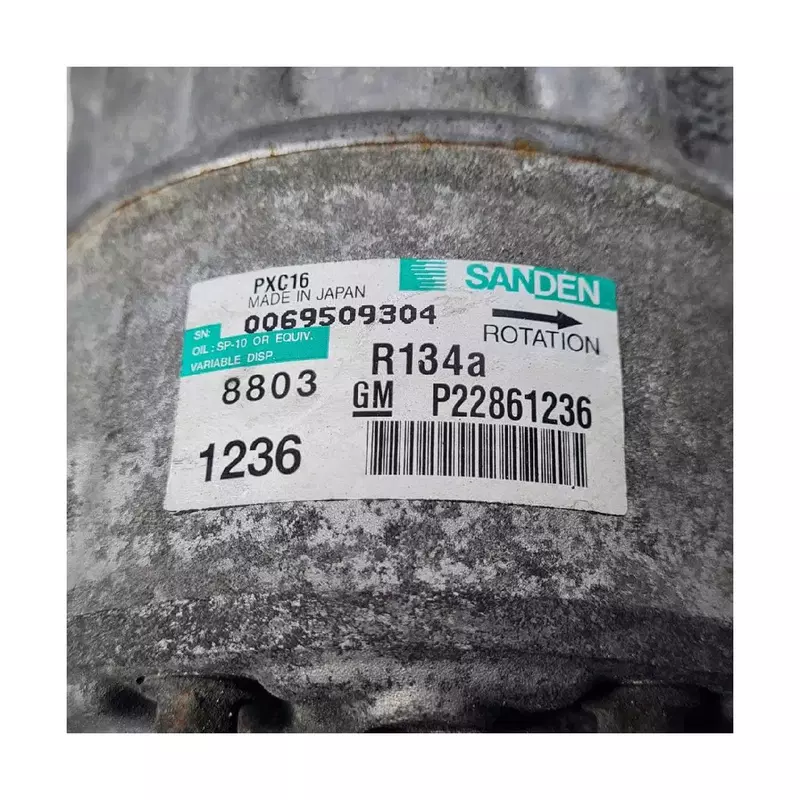 PXC16
MADE IN JAPAN
SANDEN
SN:
0069509304
ROTATION
OIL : SP-10 OR EQUIV.
VARIABLE DISP.
R134a
8803
GM P22861236
1236